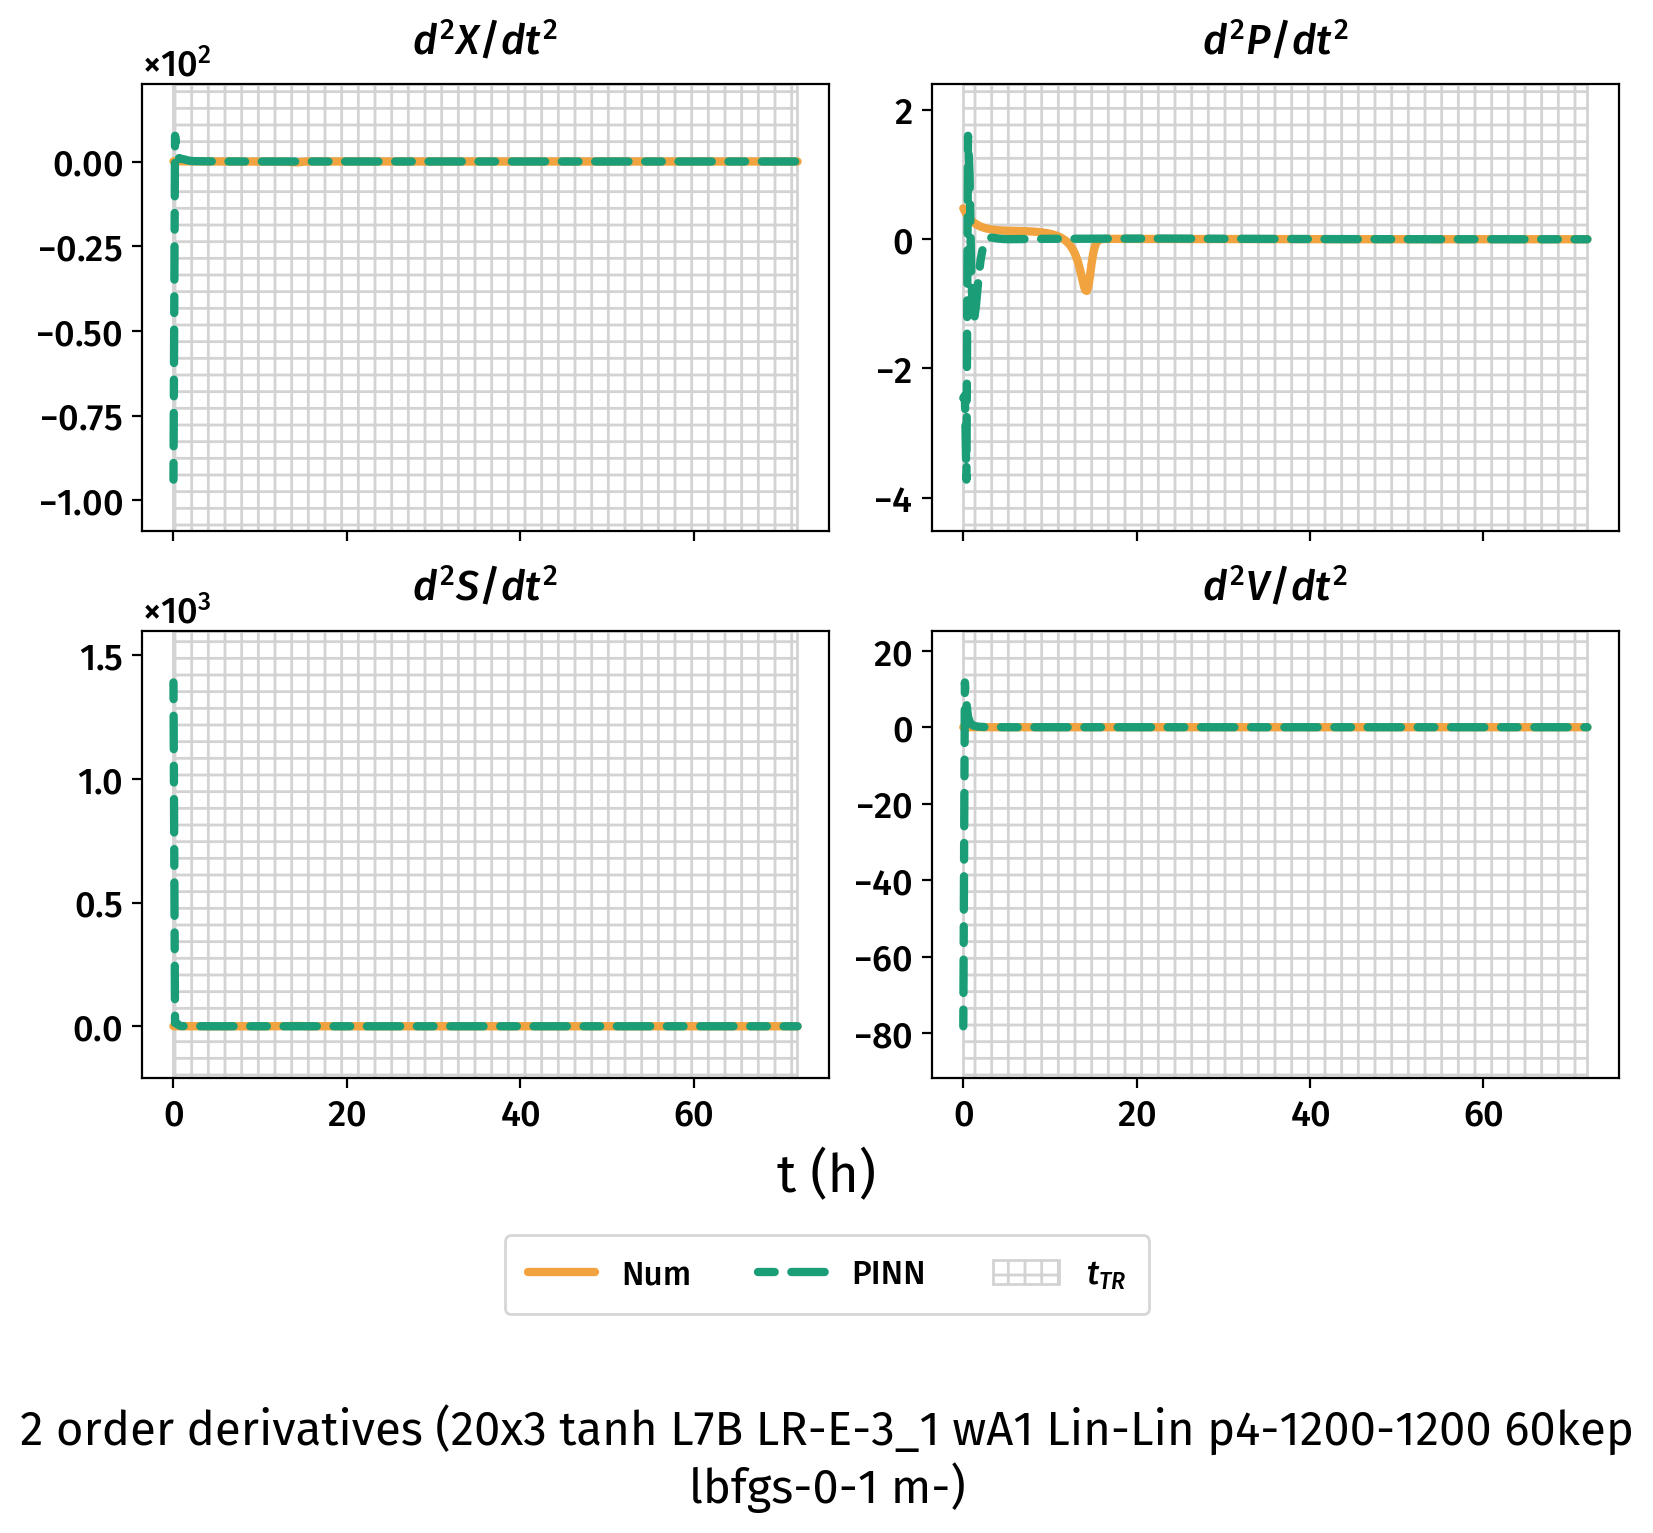 d²X/dt²
d²P/dt²
×10²
0.00
−0.25
−0.50
−0.75
−1.00
2
0
−2
−4
d²S/dt²
d²V/dt²
×10³
1.5
1.0
0.5
0.0
20
0
−20
−40
−60
−80
0 20 40 60
0 20 40 60
t (h)
Num PINN t_TR
2 order derivatives (20x3 tanh L7B LR-E-3_1 wA1 Lin-Lin p4-1200-1200 60kep
lbfgs-0-1 m-)